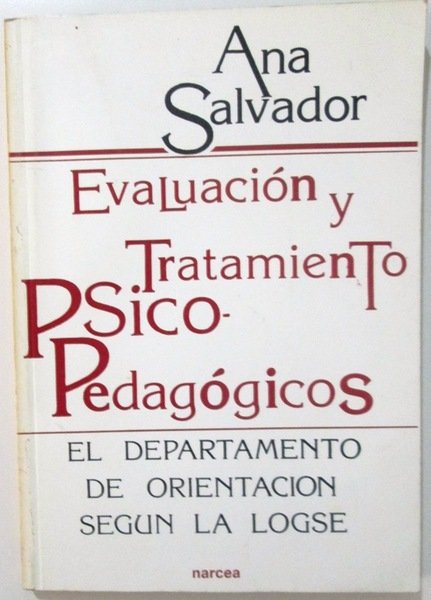 Ana
Salvador
Evaluación y
Tratamiento
PSico-
Pedagógicos
EL DEPARTAMENTO
DE ORIENTACION
SEGUN LA LOGSE
narcea